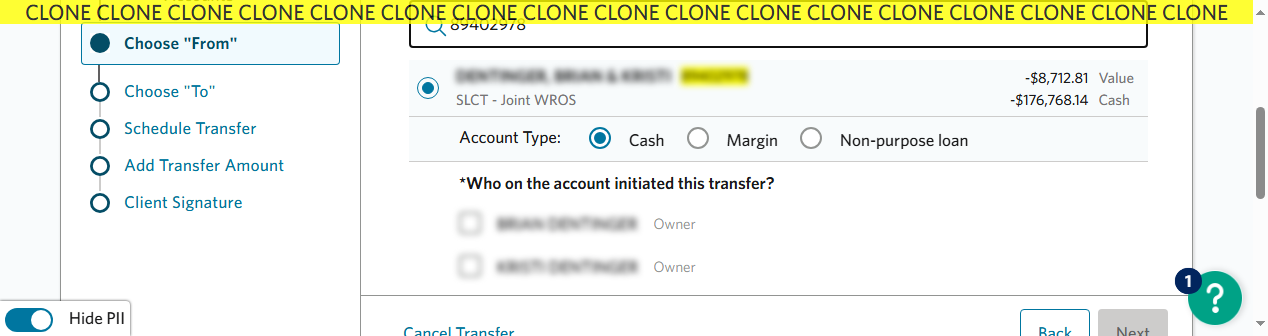 CLONE CLONE CLONE CLONE CLONE CLONE CLONE CLONE CLONE CLONE CLONE CLONE CLONE CLONE CLONE CLONE CLONE
Choose "From"
Choose "To"
Schedule Transfer
Add Transfer Amount
Client Signature
Hide PII
89402978
-$8,712.81 Value
SLCT - Joint WROS
-$176,768.14 Cash
Account Type: Cash Margin Non-purpose loan
*Who on the account initiated this transfer?
Owner
Owner
Cancel Transfer
Back
Next
1
?